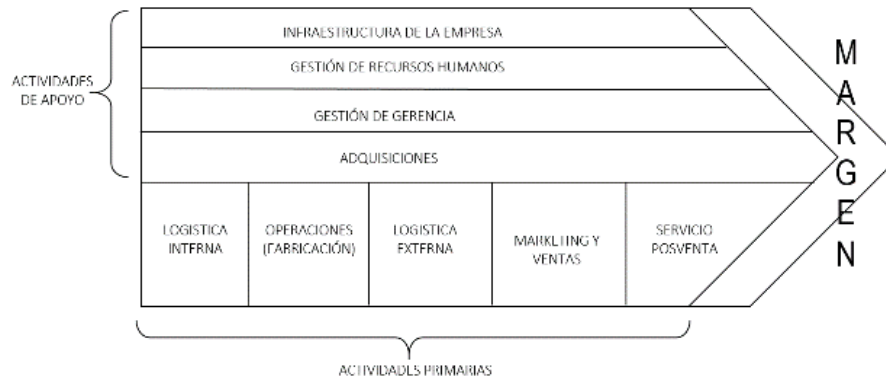 INFRAESTRUCTURA DE LA EMPRESA
GESTIÓN DE RECURSOS HUMANOS
ACTIVIDADES
DE APOYO
GESTIÓN DE GERENCIA
ADQUISICIONES
LOGISTICA
INTERNA
OPERACIONES
(FABRICACIÓN)
LOGISTICA
EXTERNA
MARKETING Y
VENTAS
SERVICIO
POSVENTA
MARGEN
ACTIVIDADES PRIMARIAS